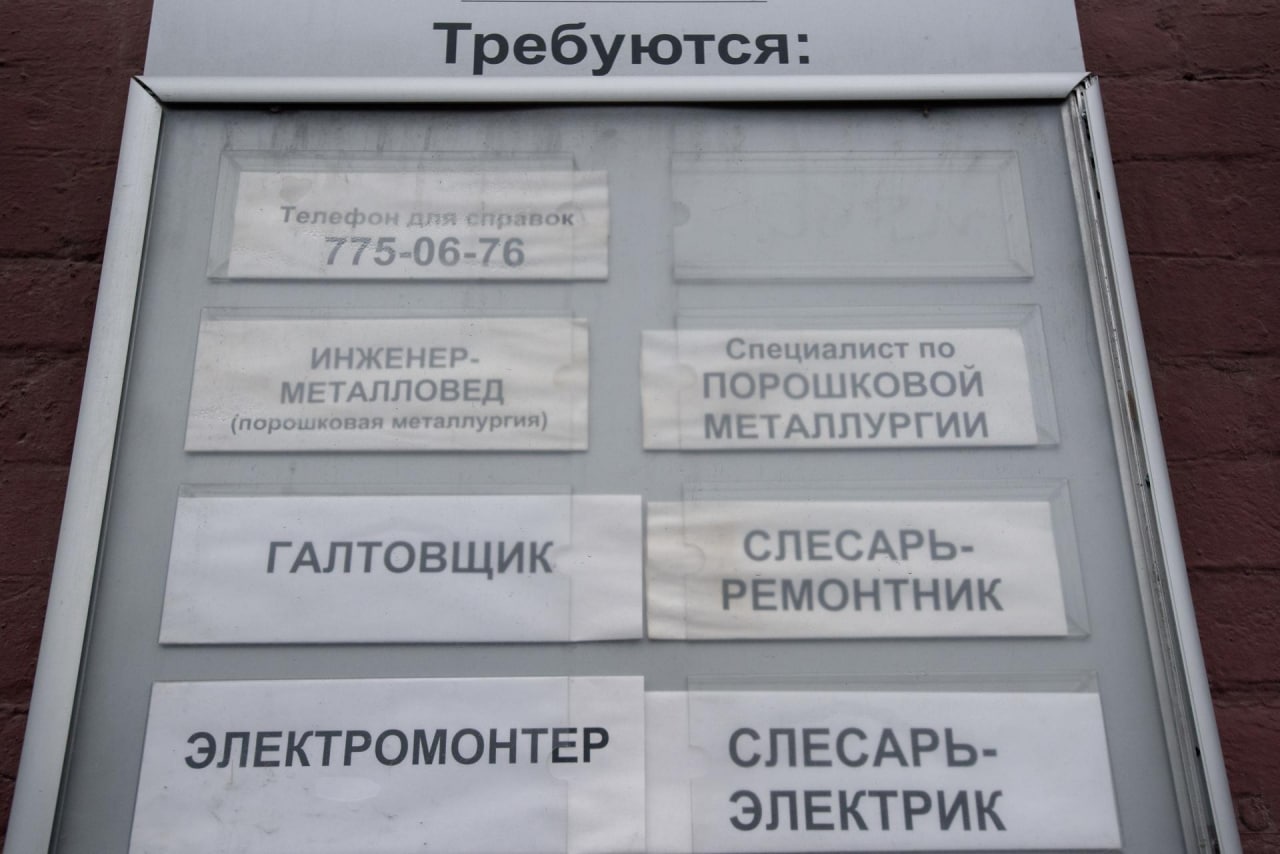 Требуются:
Телефон для справок
775-06-76
ИНЖЕНЕР-
МЕТАЛЛОВЕД
(порошковая металлургия)
Специалист по
ПОРОШКОВОЙ
МЕТАЛЛУРГИИ
ГАЛТОВЩИК
СЛЕСАРЬ-
РЕМОНТНИК
ЭЛЕКТРОМОНТЕР
СЛЕСАРЬ-
ЭЛЕКТРИК